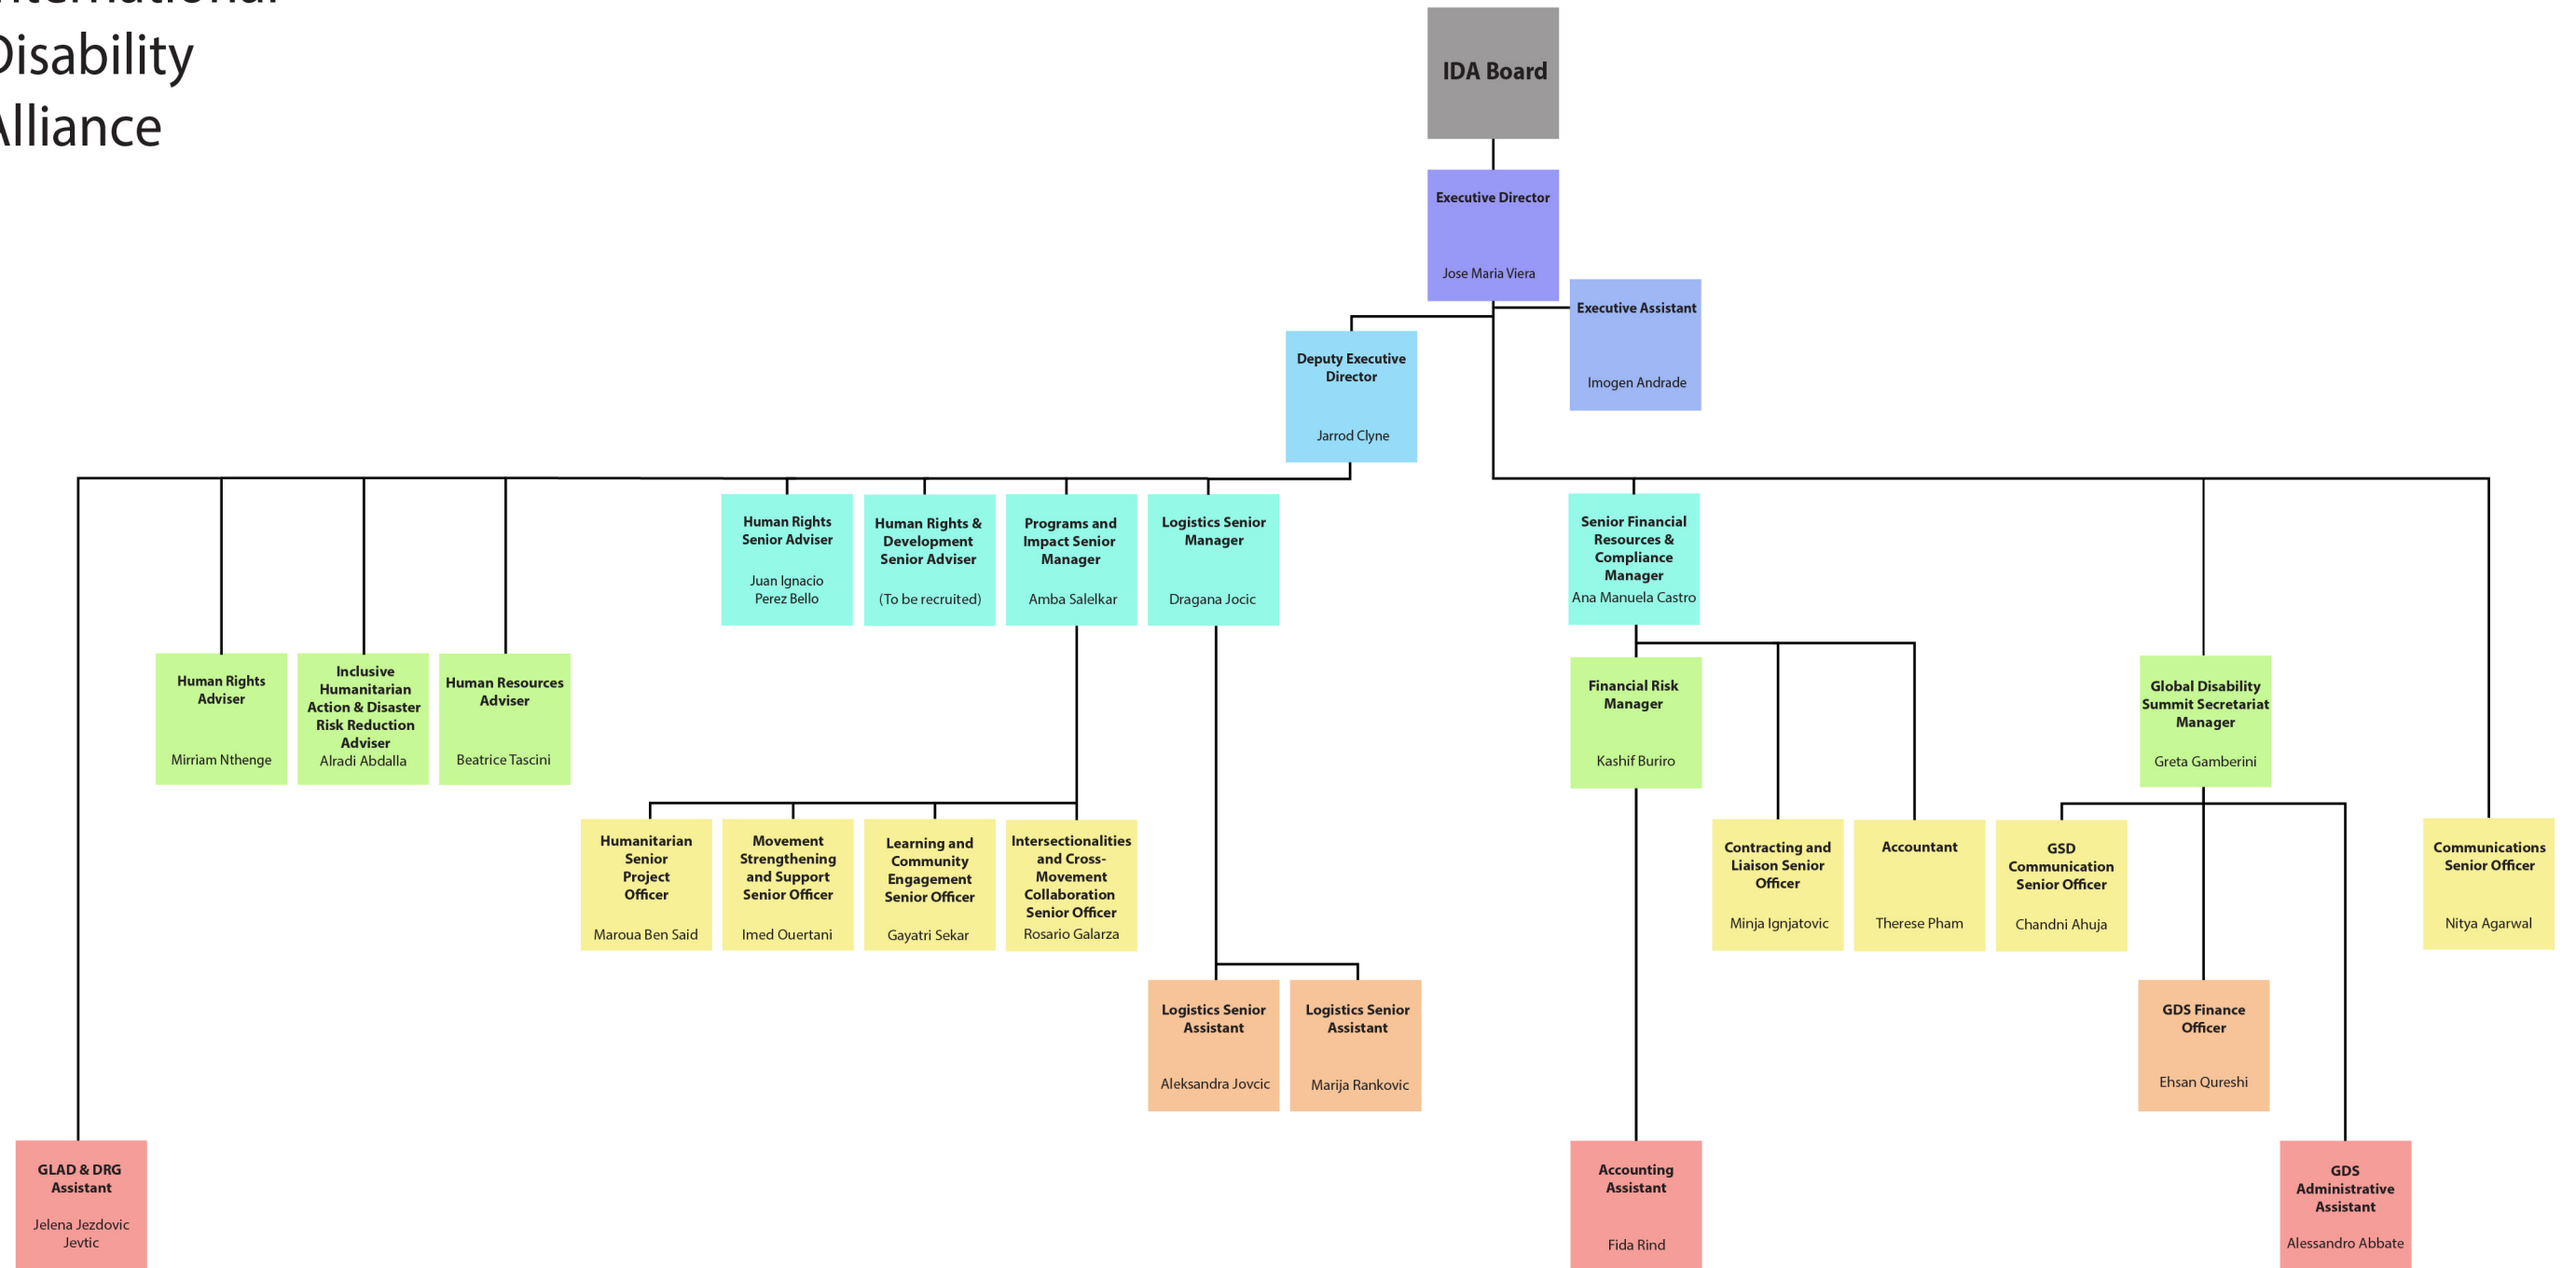 Disability
Alliance
IDA Board
Executive Director
Jose Maria Viera
Executive Assistant
Imogen Andrade
Deputy Executive
Director
Jarrod Clyne
Human Rights
Senior Adviser
Juan Ignacio
Perez Bello
Human Rights &
Development
Senior Adviser
(To be recruited)
Programs and
Impact Senior
Manager
Amba Salelkar
Logistics Senior
Manager
Dragana Jocic
Senior Financial
Resources &
Compliance
Manager
Ana Manuela Castro
Human Rights
Adviser
Mirriam Nthenge
Inclusive
Humanitarian
Action & Disaster
Risk Reduction
Adviser
Alradi Abdalla
Human Resources
Adviser
Beatrice Tascini
Financial Risk
Manager
Kashif Buriro
Global Disability
Summit Secretariat
Manager
Greta Gamberini
Humanitarian
Senior
Project
Officer
Maroua Ben Said
Movement
Strengthening
and Support
Senior Officer
Imed Ouertani
Learning and
Community
Engagement
Senior Officer
Gayatri Sekar
Intersectionalities
and Cross-
Movement
Collaboration
Senior Officer
Rosario Galarza
Contracting and
Liaison Senior
Officer
Minja Ignjatovic
Accountant
Therese Pham
GSD
Communication
Senior Officer
Chandni Ahuja
Communications
Senior Officer
Nitya Agarwal
Logistics Senior
Assistant
Aleksandra Jovcic
Logistics Senior
Assistant
Marija Rankovic
GDS Finance
Officer
Ehsan Qureshi
GLAD & DRG
Assistant
Jelena Jezdovic
Jevtic
Accounting
Assistant
Fida Rind
GDS
Administrative
Assistant
Alessandro Abbate